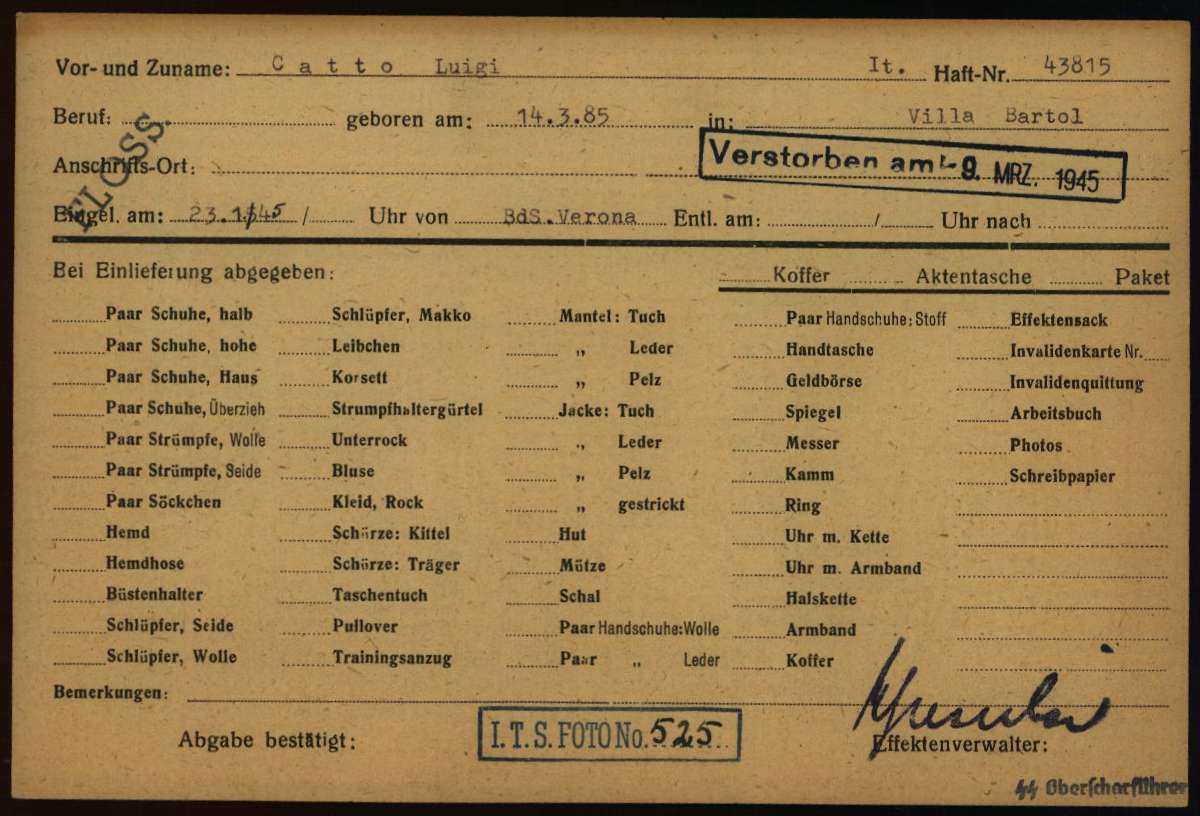 Vor- und Zuname: Catto Luigi It. Haft-Nr. 43815
Beruf: geboren am: 14.3.85 in: Villa Bartol
FLOSS.
Anschrifts-Ort:
Verstorben am: - 9. MRZ. 1945
Eingel. am: 23.1.45 / Uhr von BdS.Verona Entl. am: / Uhr nach
Bei Einlieferung abgegeben: Koffer Aktentasche Paket
Paar Schuhe, halb Schlüpfer, Makko Mantel: Tuch Paar Handschuhe: Stoff Effektensack
Paar Schuhe, hohe Leibchen „ Leder Handtasche Invalidenkarte Nr.
Paar Schuhe, Haus Korsett „ Pelz Geldbörse Invalidenquittung
Paar Schuhe, Überzieh Strumpfhaltergürtel Jacke: Tuch Spiegel Arbeitsbuch
Paar Strümpfe, Wolle Unterrock „ Leder Messer Photos
Paar Strümpfe, Seide Bluse „ Pelz Kamm Schreibpapier
Paar Söckchen Kleid, Rock „ gestrickt Ring
Hemd Schürze: Kittel Hut Uhr m. Kette
Hemdhose Schürze: Träger Mütze Uhr m. Armband
Büstenhalter Taschentuch Schal Halskette
Schlüpfer, Seide Pullover Paar Handschuhe: Wolle Armband
Schlüpfer, Wolle Trainingsanzug Paar „ Leder Koffer
Bemerkungen:
Abgabe bestätigt: I.T.S. FOTO No. 525 Effektenverwalter:
SS Oberscharführer